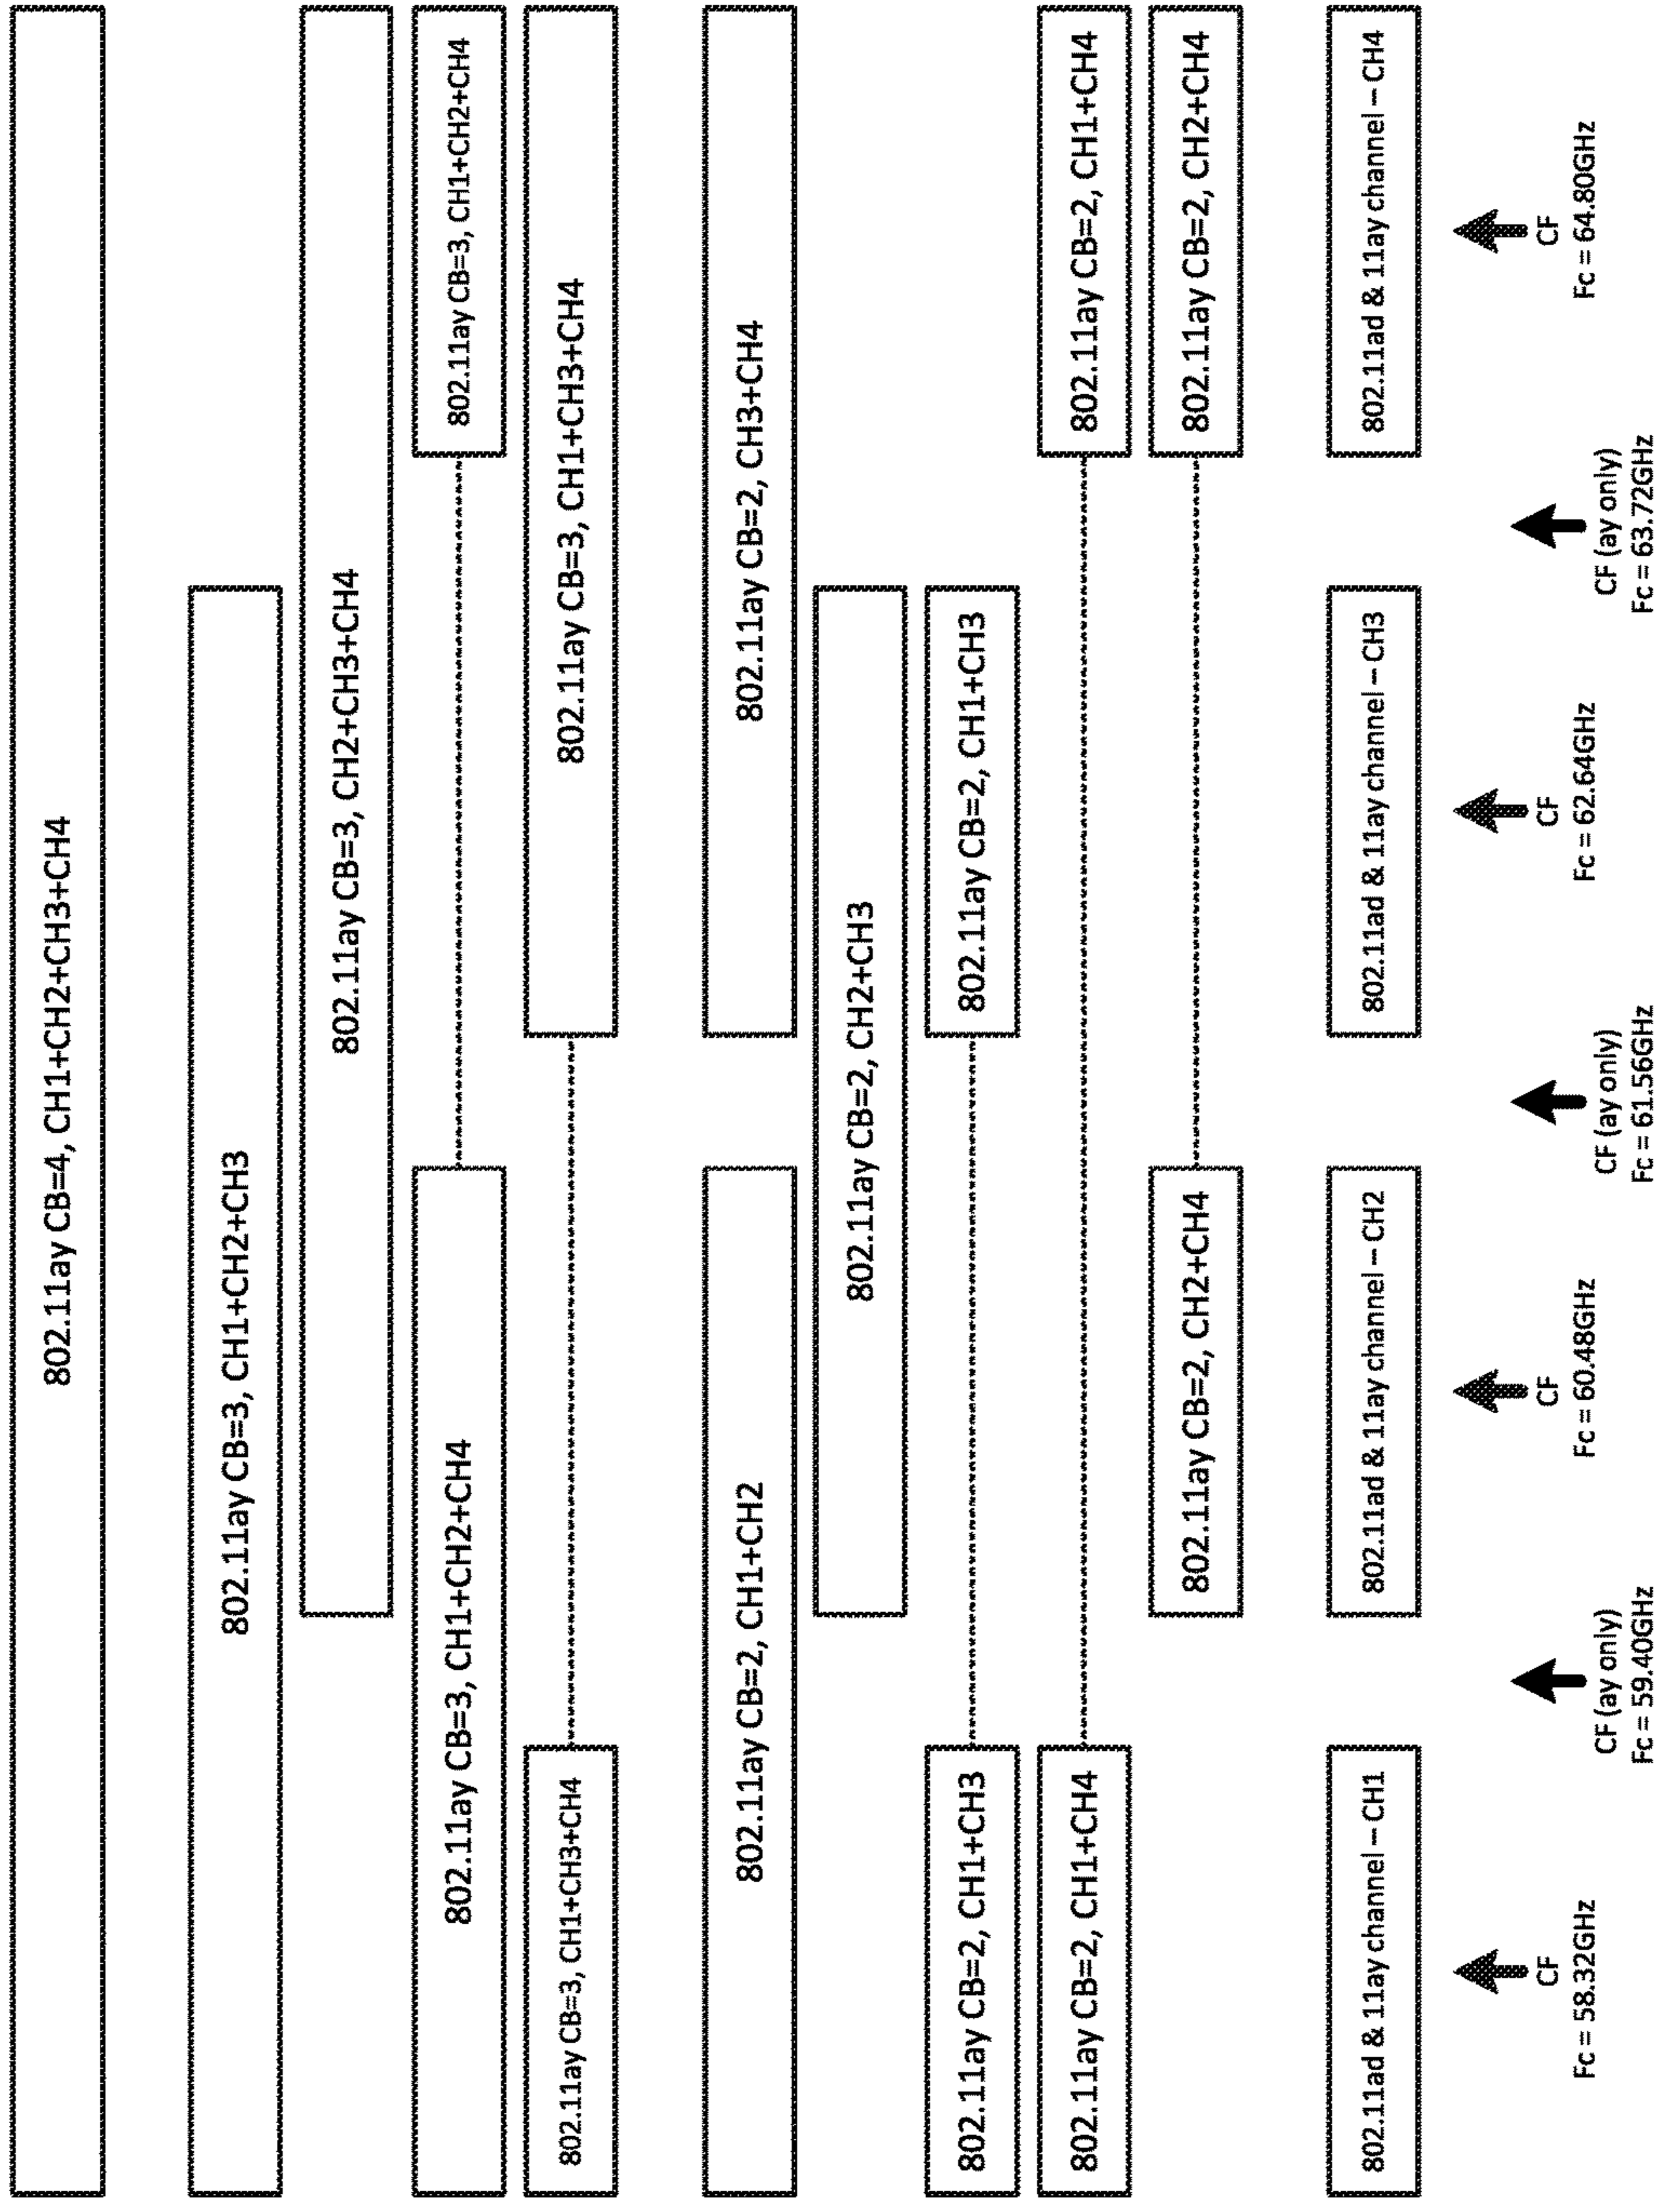 802.11ay CB=4, CH1+CH2+CH3+CH4
802.11ay CB=3, CH1+CH2+CH3
802.11ay CB=3, CH2+CH3+CH4
802.11ay CB=3, CH1+CH2+CH4
802.11ay CB=3, CH1+CH2+CH4
802.11ay CB=3, CH1+CH3+CH4
802.11ay CB=3, CH1+CH3+CH4
802.11ay CB=2, CH1+CH2
802.11ay CB=2, CH3+CH4
802.11ay CB=2, CH2+CH3
802.11ay CB=2, CH1+CH3
802.11ay CB=2, CH1+CH3
802.11ay CB=2, CH1+CH4
802.11ay CB=2, CH1+CH4
802.11ay CB=2, CH2+CH4
802.11ay CB=2, CH2+CH4
802.11ad & 11ay channel – CH1
802.11ad & 11ay channel – CH2
802.11ad & 11ay channel – CH3
802.11ad & 11ay channel – CH4
CF
Fc = 58.32GHz
CF (ay only)
Fc = 59.40GHz
CF
Fc = 60.48GHz
CF (ay only)
Fc = 61.56GHz
CF
Fc = 62.64GHz
CF (ay only)
Fc = 63.72GHz
CF
Fc = 64.80GHz